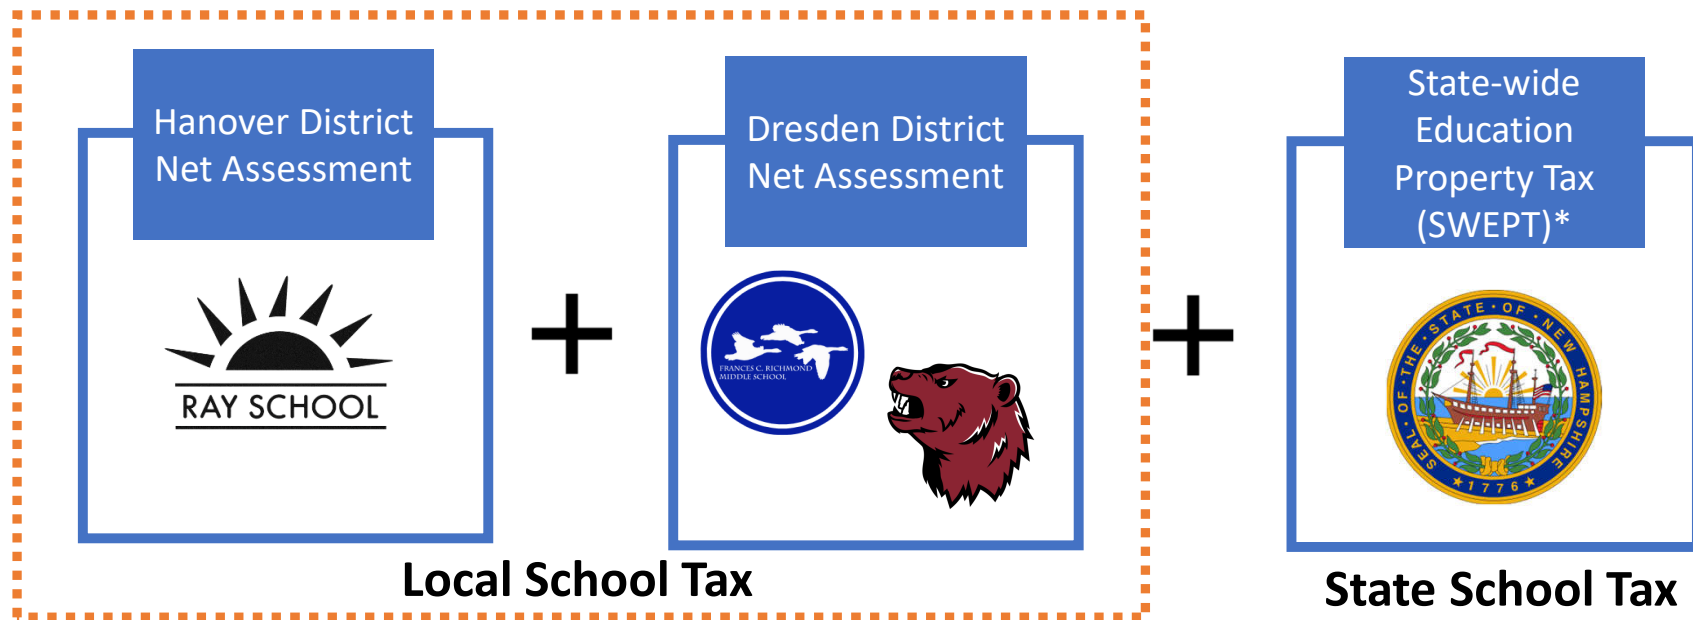 Hanover District
Net Assessment
Dresden District
Net Assessment
State-wide
Education
Property Tax
(SWEPT)*
RAY SCHOOL
FRANCES C. RICHMOND
MIDDLE SCHOOL
SEAL · OF · THE · STATE · OF · NEW HAMPSHIRE
1776
Local School Tax
State School Tax